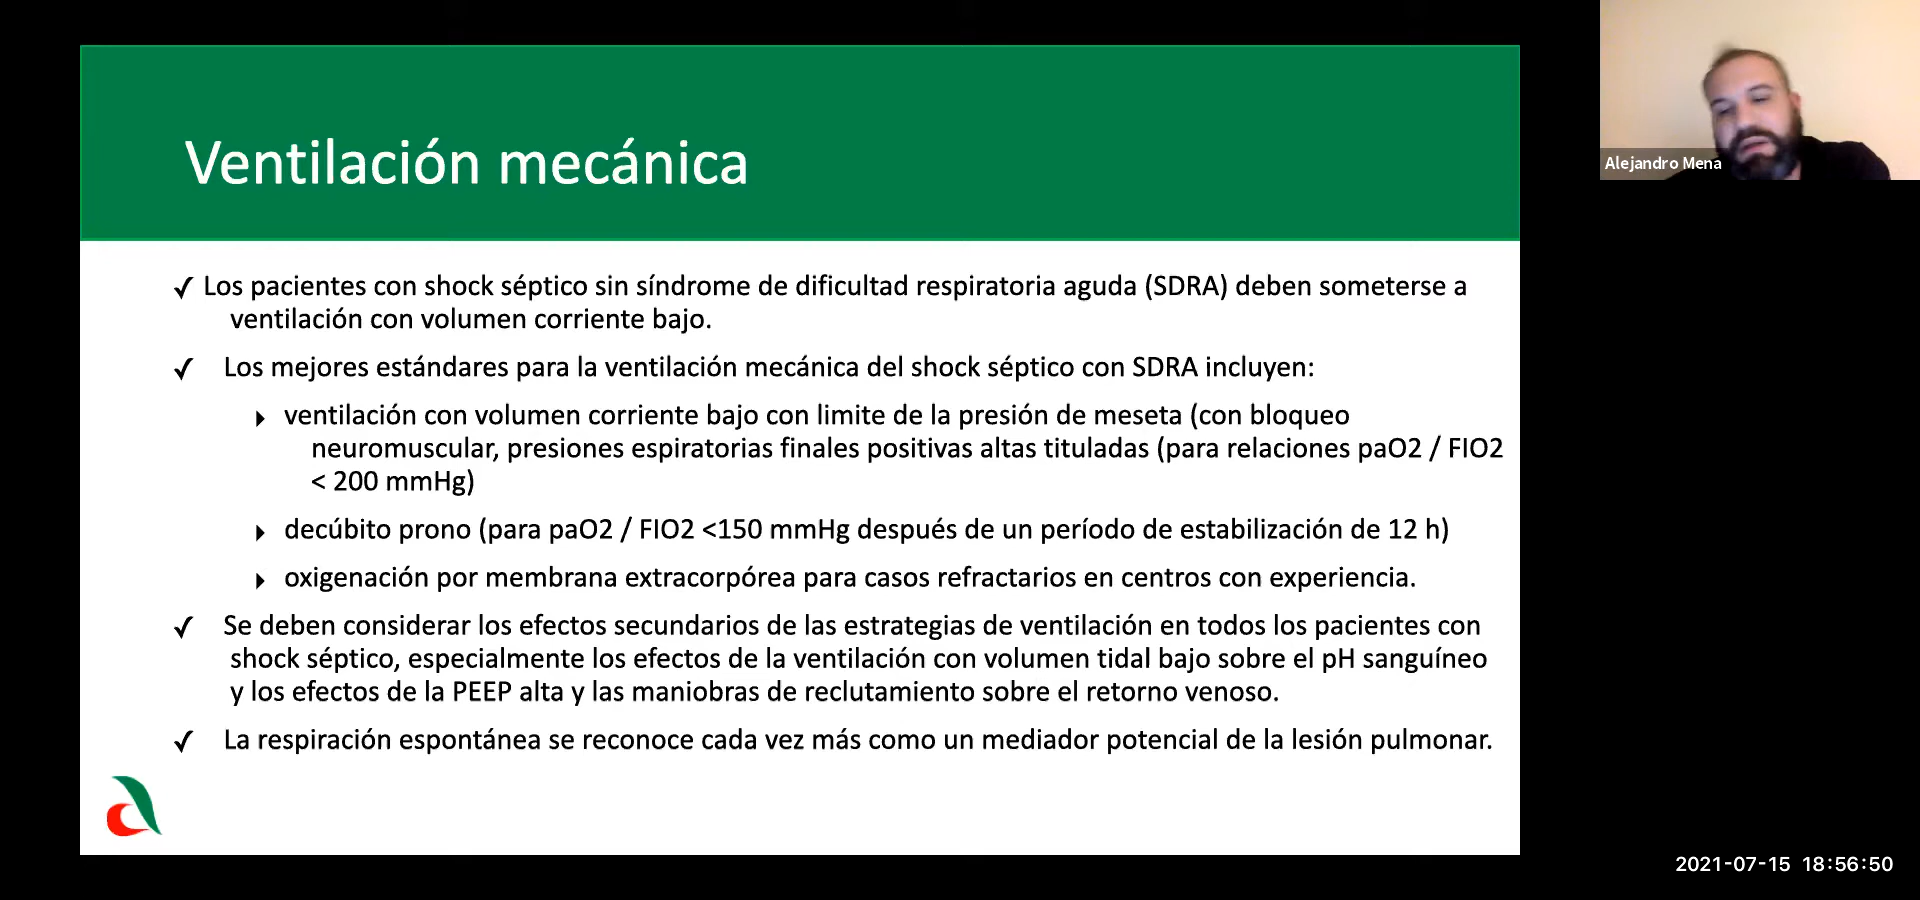 Ventilación mecánica
✓ Los pacientes con shock séptico sin síndrome de dificultad respiratoria aguda (SDRA) deben someterse a
ventilación con volumen corriente bajo.
✓ Los mejores estándares para la ventilación mecánica del shock séptico con SDRA incluyen:
ventilación con volumen corriente bajo con limite de la presión de meseta (con bloqueo
neuromuscular, presiones espiratorias finales positivas altas tituladas (para relaciones paO2 / FIO2
< 200 mmHg)
decúbito prono (para paO2 / FIO2 <150 mmHg después de un período de estabilización de 12 h)
oxigenación por membrana extracorpórea para casos refractarios en centros con experiencia.
✓ Se deben considerar los efectos secundarios de las estrategias de ventilación en todos los pacientes con
shock séptico, especialmente los efectos de la ventilación con volumen tidal bajo sobre el pH sanguíneo
y los efectos de la PEEP alta y las maniobras de reclutamiento sobre el retorno venoso.
✓ La respiración espontánea se reconoce cada vez más como un mediador potencial de la lesión pulmonar.
Alejandro Mena
2021-07-15 18:56:50